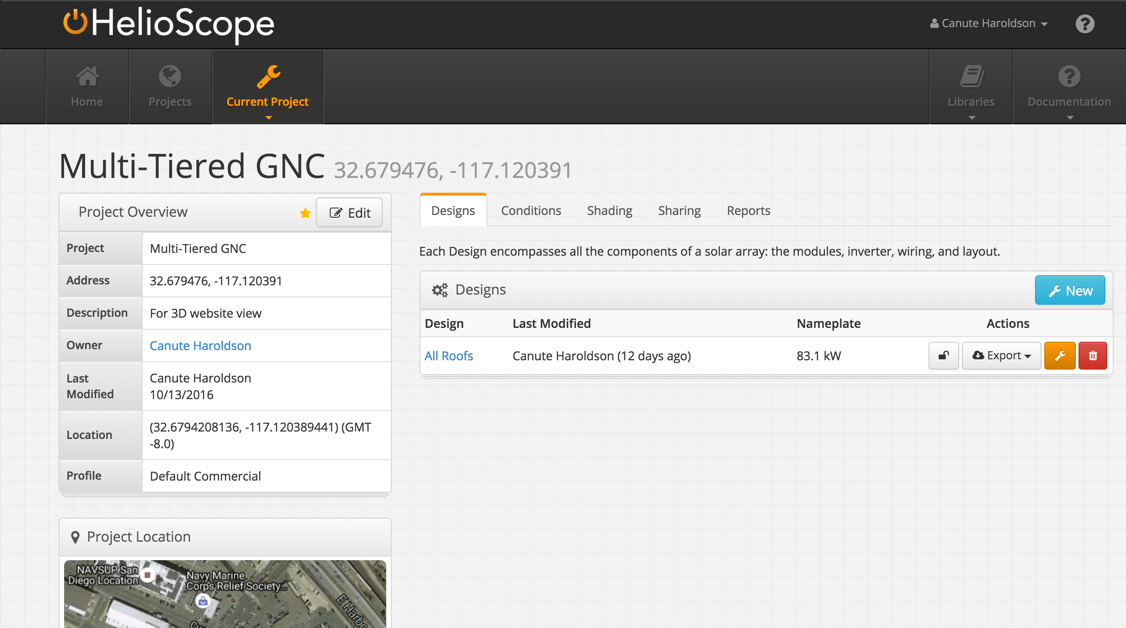 HelioScope
Canute Haroldson
Home
Projects
Current Project
Libraries
Documentation
Multi-Tiered GNC 32.679476, -117.120391
Project Overview
Edit
Project Multi-Tiered GNC
Address 32.679476, -117.120391
Description For 3D website view
Owner Canute Haroldson
Last Modified Canute Haroldson
10/13/2016
Location (32.6794208136, -117.120389441) (GMT
-8.0)
Profile Default Commercial
Project Location
NAVSUP San
Diego Location
Navy Marine
Corps Relief Society...
E Harbo
Designs Conditions Shading Sharing Reports
Each Design encompasses all the components of a solar array: the modules, inverter, wiring, and layout.
Designs
New
Design Last Modified Nameplate Actions
All Roofs Canute Haroldson (12 days ago) 83.1 kW Export